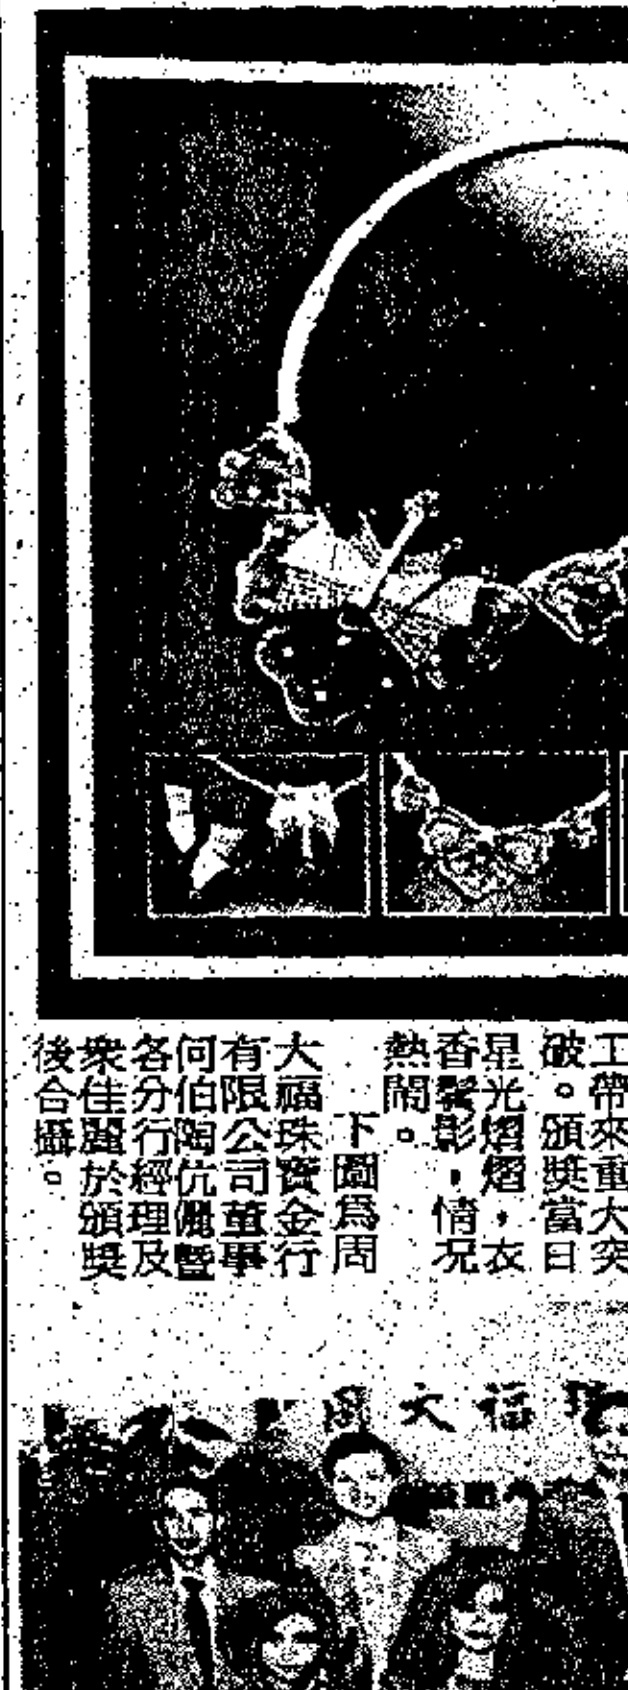 工帶來重大突
破。頒獎當日
星光熠熠，衣
香鬢影，情况
熱鬧。
下圖爲周
大福珠寶金行
有限公司董事
何伯陶伉儷暨
各分行經理及
衆佳麗於頒獎
後合攝。
周大福